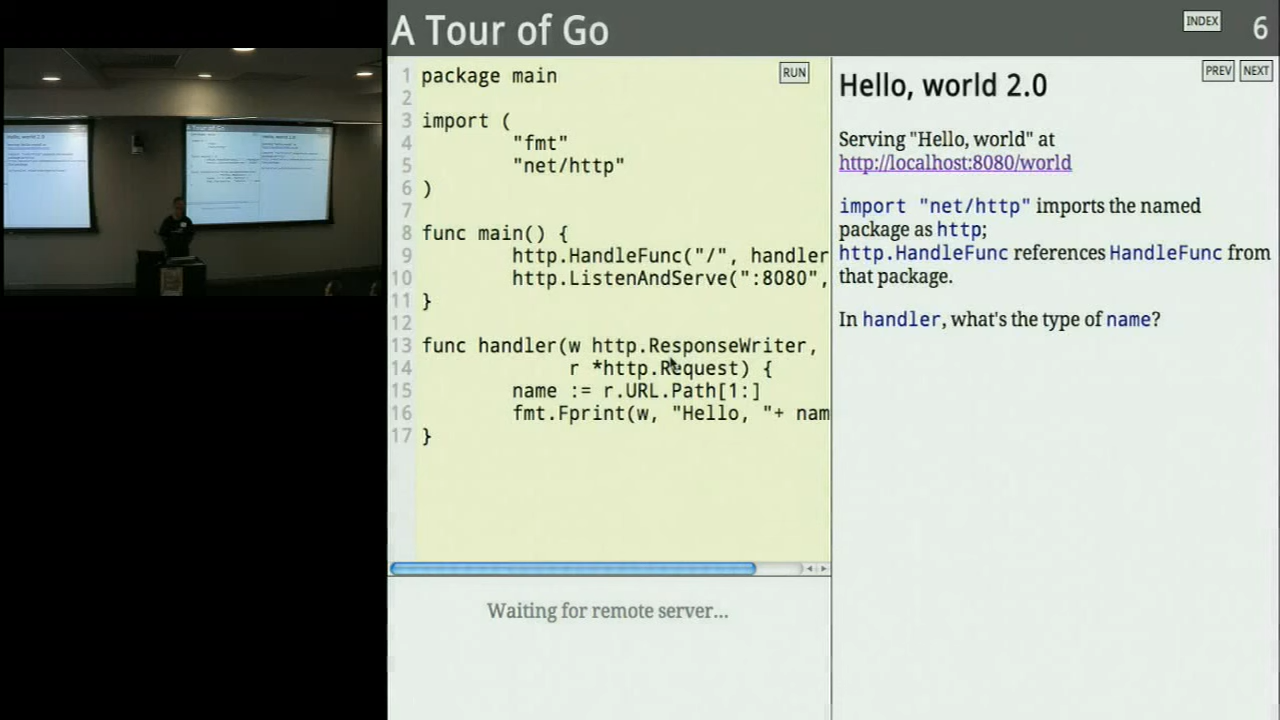 A Tour of Go
INDEX
6
1 package main
RUN
2
3 import (
4 "fmt"
5 "net/http"
6 )
7
8 func main() {
9 http.HandleFunc("/", handler
10 http.ListenAndServe(":8080",
11 }
12
13 func handler(w http.ResponseWriter,
14 r *http.Request) {
15 name := r.URL.Path[1:]
16 fmt.Fprint(w, "Hello, "+ nam
17 }
Waiting for remote server...
PREV
NEXT
Hello, world 2.0
Serving "Hello, world" at
http://localhost:8080/world
import "net/http" imports the named
package as http;
http.HandleFunc references HandleFunc from
that package.
In handler, what's the type of name?
A Tour of Go